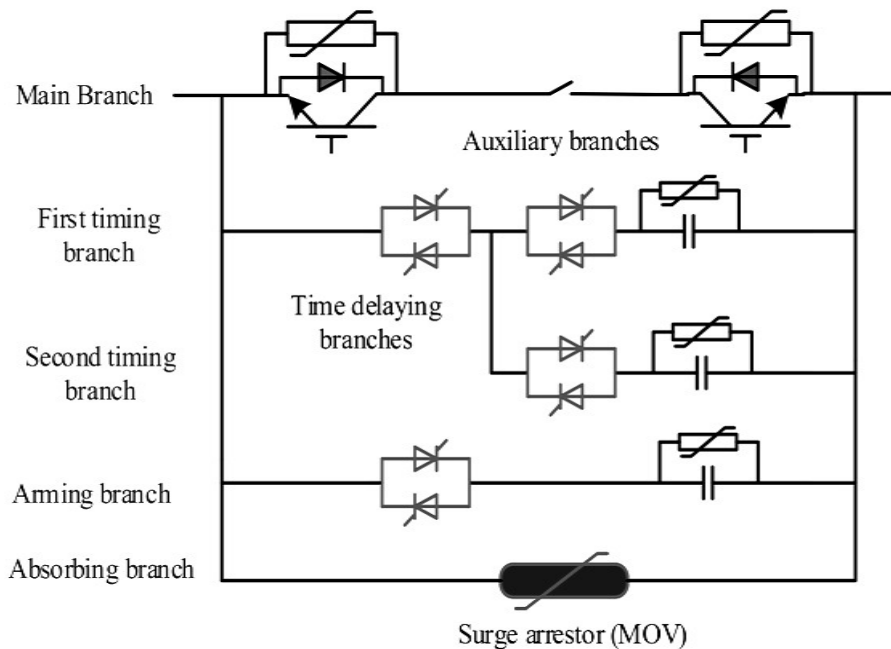 Main Branch
Auxiliary branches
First timing
branch
Time delaying
branches
Second timing
branch
Arming branch
Absorbing branch
Surge arrestor (MOV)